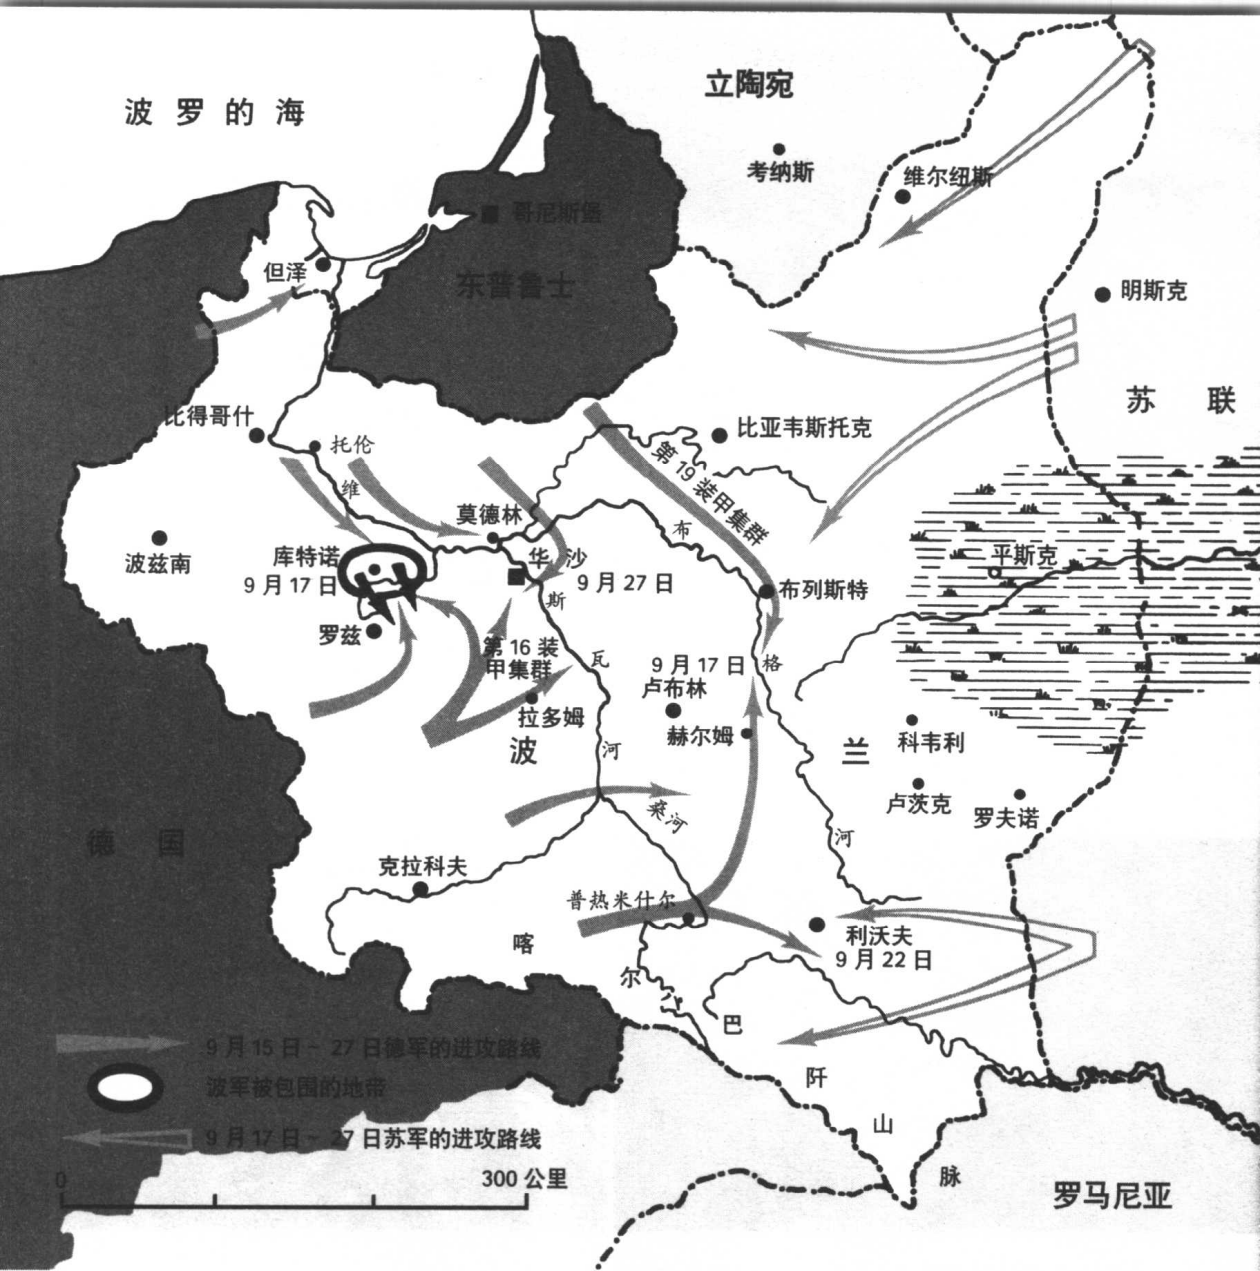 波罗的海
立陶宛
考纳斯
维尔纽斯
哥尼斯堡
但泽
东普鲁士
明斯克
苏 联
比得哥什
托伦
比亚韦斯托克
第19装甲集群
维
莫德林
布
波兹南
库特诺
9月17日
华沙
9月27日
平斯克
布列斯特
斯
罗兹
第16装
甲集群
瓦
9月17日
格
卢布林
拉多姆
赫尔姆
波
河
兰
科韦利
卢茨克
罗夫诺
桑河
河
德 国
克拉科夫
普热米什尔
利沃夫
9月22日
喀
尔
巴
阡
山
脉
9月15日-27日德军的进攻路线
波军被包围的地带
9月17日-27日苏军的进攻路线
0
300公里
罗马尼亚